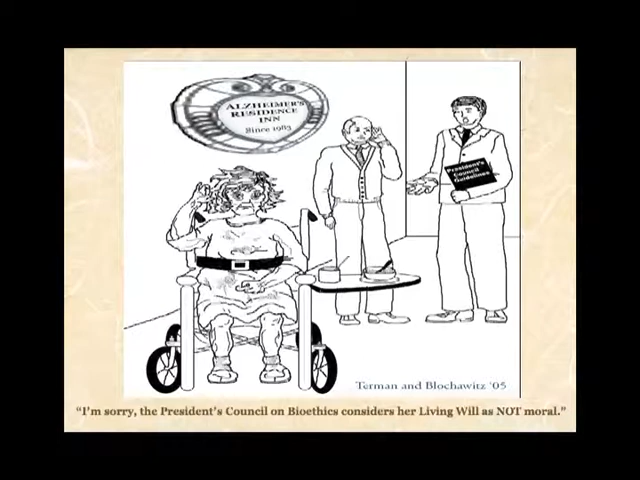 ALZHEIMER'S
RESIDENCE
INN
Since 1983
President's
Council
Guidelines
Terman and Blochawitz '05
"I'm sorry, the President's Council on Bioethics considers her Living Will as NOT moral."